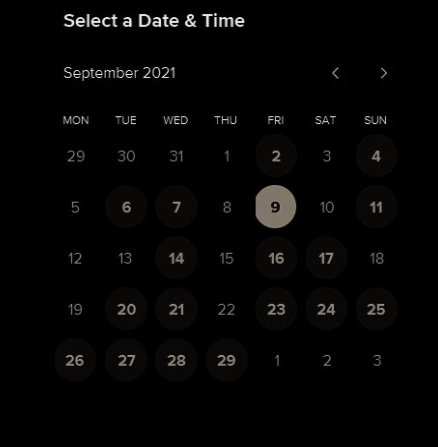 Select a Date & Time
September 2021
MON TUE WED THU FRI SAT SUN
29 30 31 1 2 3 4
5 6 7 8 9 10 11
12 13 14 15 16 17 18
19 20 21 22 23 24 25
26 27 28 29 1 2 3